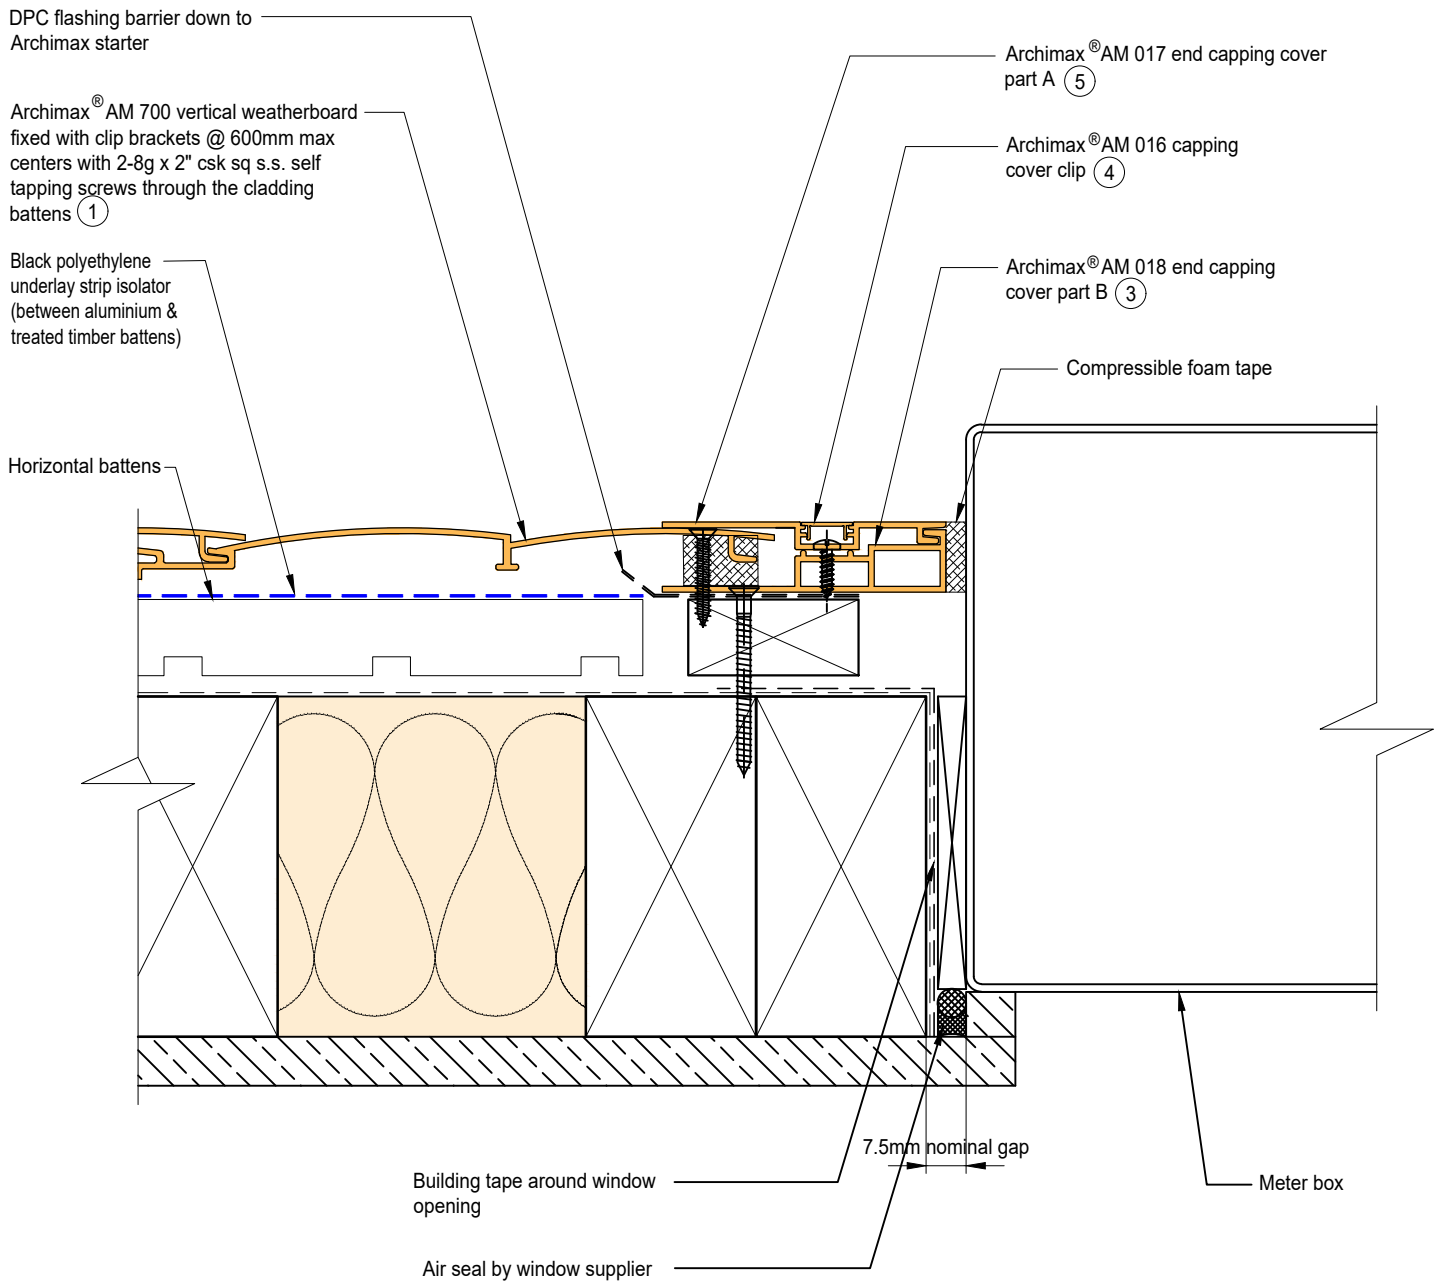 DPC flashing barrier down to
Archimax starter
Archimax® AM 700 vertical weatherboard
fixed with clip brackets @ 600mm max
centers with 2-8g x 2" csk sq s.s. self
tapping screws through the cladding
battens 1
Black polyethylene
underlay strip isolator
(between aluminium &
treated timber battens)
Horizontal battens
Archimax® AM 017 end capping cover
part A 5
Archimax® AM 016 capping
cover clip 4
Archimax® AM 018 end capping
cover part B 3
Compressible foam tape
7.5mm nominal gap
Building tape around window
opening
Meter box
Air seal by window supplier